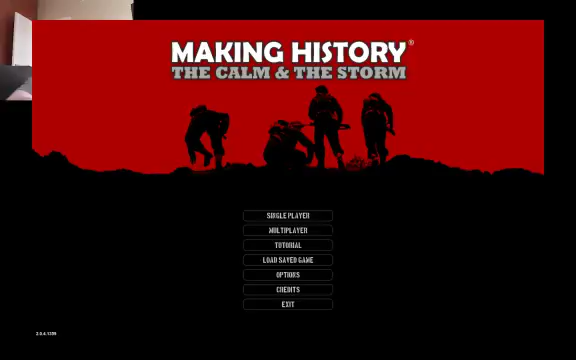 MAKING HISTORY®
THE CALM & THE STORM
SINGLE PLAYER
MULTIPLAYER
TUTORIAL
LOAD SAVED GAME
OPTIONS
CREDITS
EXIT